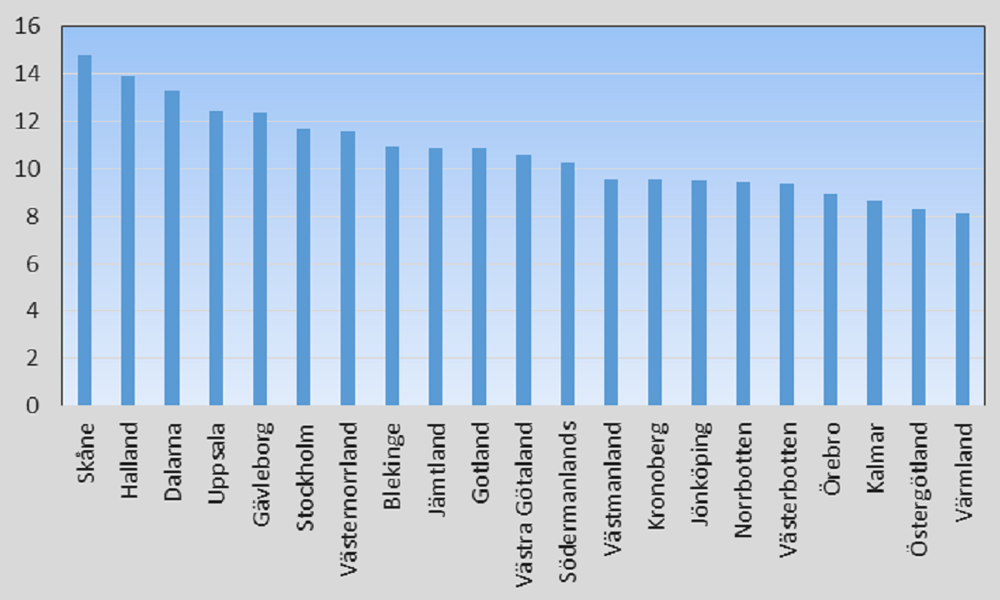 16
14
12
10
8
6
4
2
0
Skåne
Halland
Dalarna
Uppsala
Gävleborg
Stockholm
Västernorrland
Blekinge
Jämtland
Gotland
Västra Götaland
Södermanlands
Västmanland
Kronoberg
Jönköping
Norrbotten
Västerbotten
Örebro
Kalmar
Östergötland
Värmland